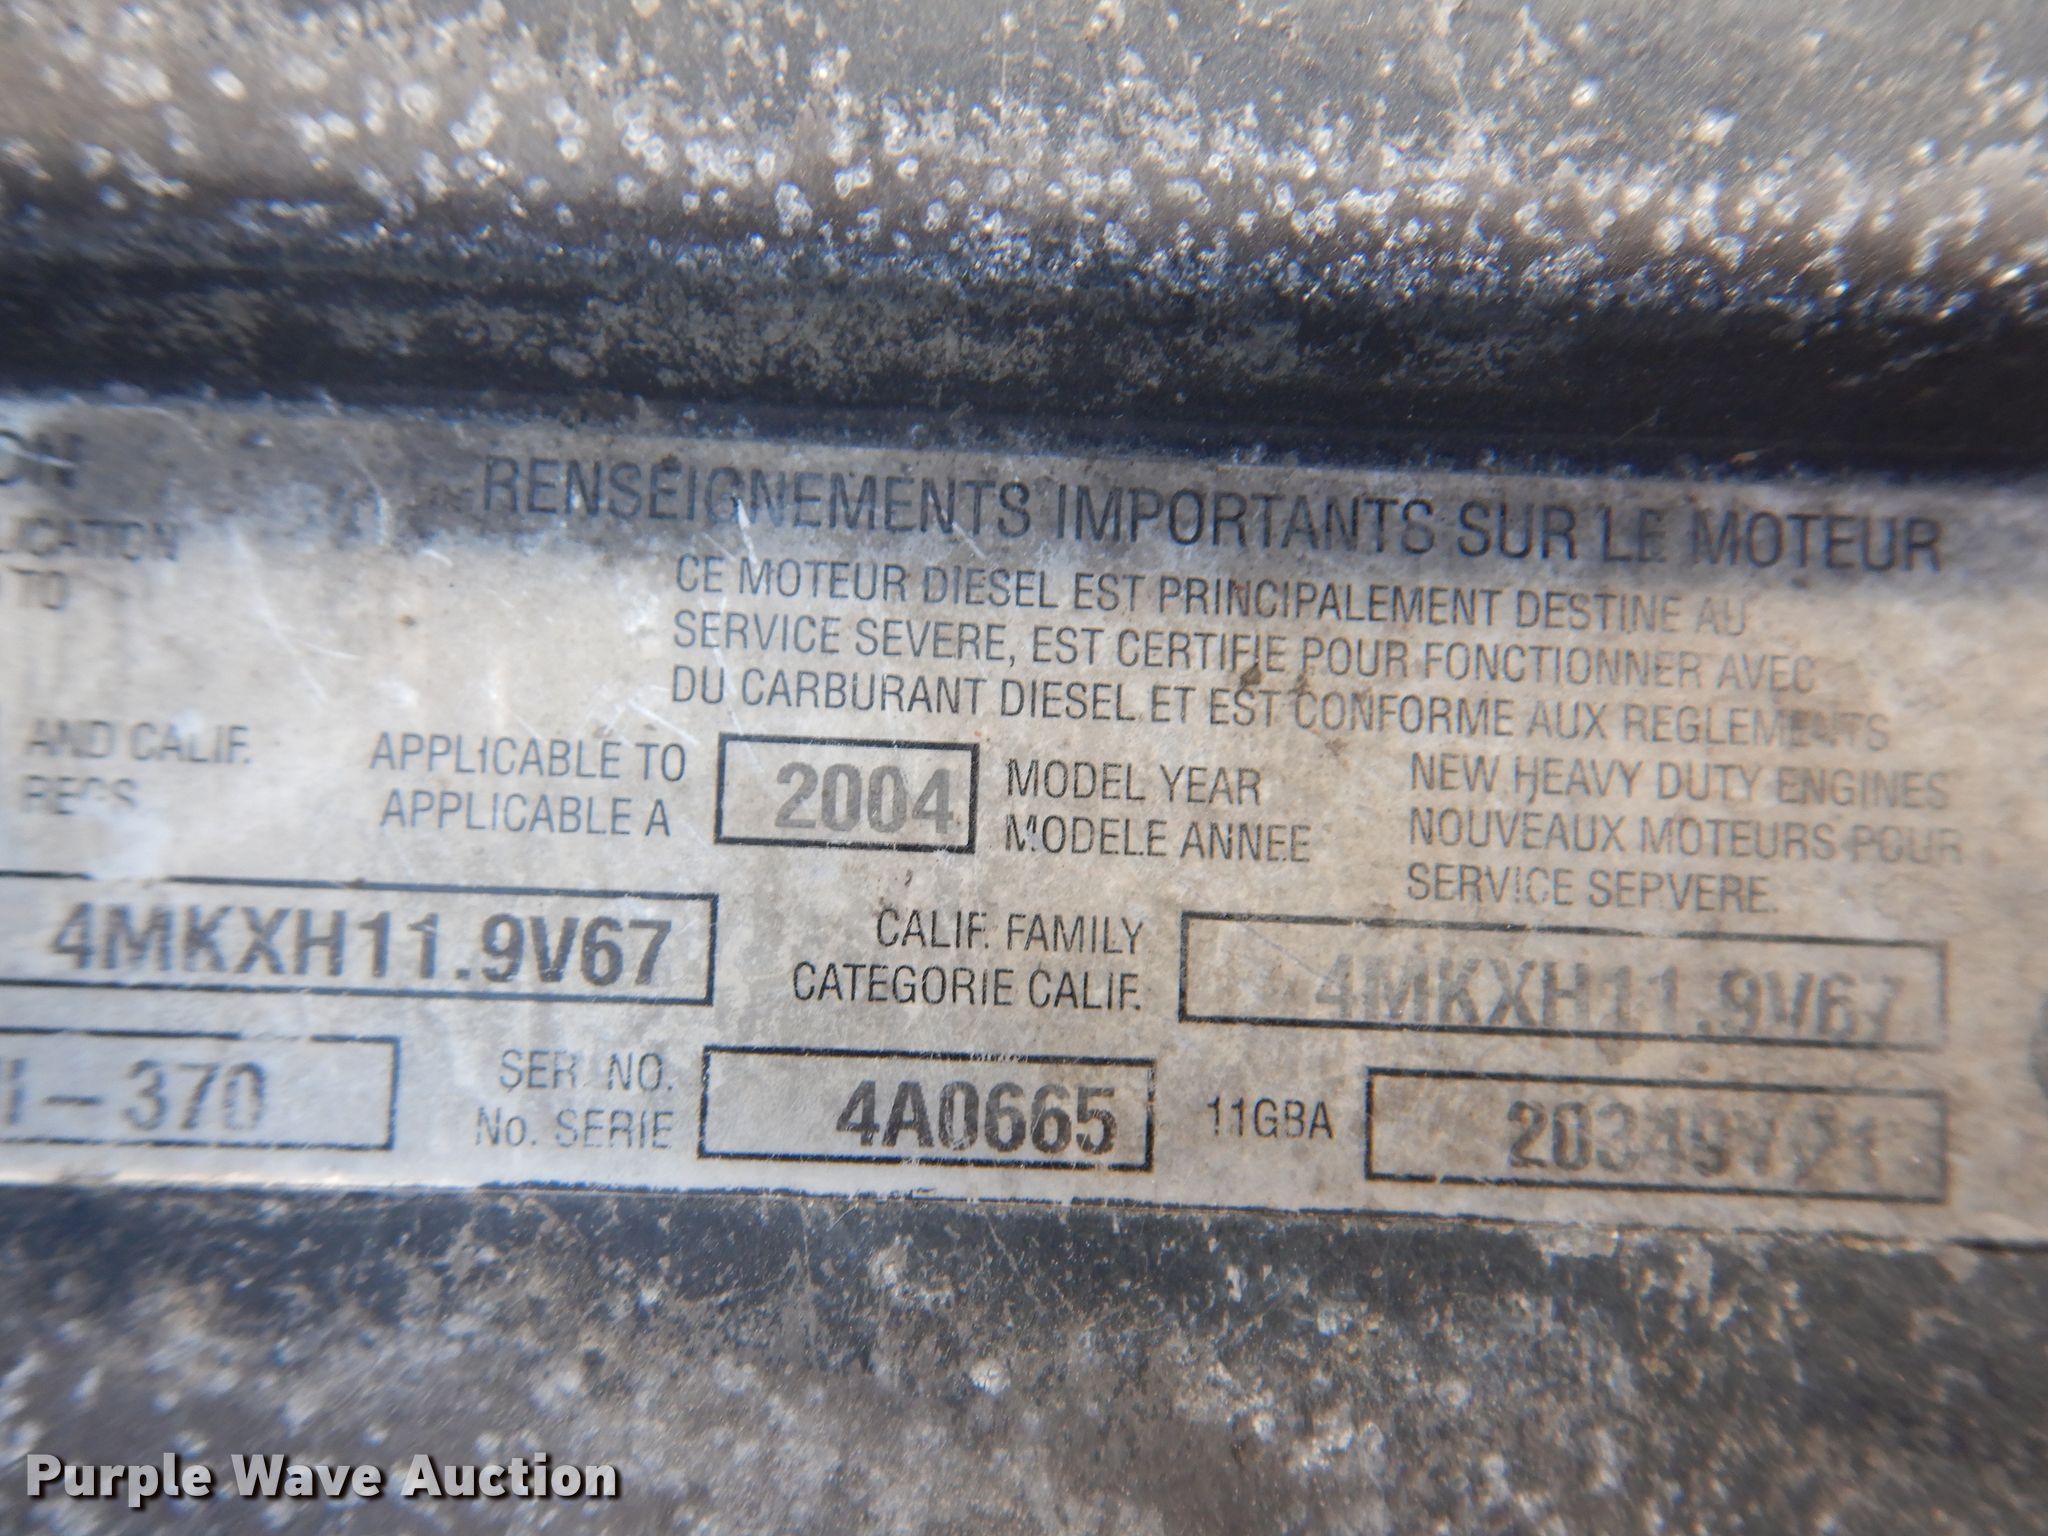 RENSEIGNEMENTS IMPORTANTS SUR LE MOTEUR
CE MOTEUR DIESEL EST PRINCIPALEMENT DESTINE AU
TO
SERVICE SEVERE, EST CERTIFIE POUR FONCTIONNER AVEC
DU CARBURANT DIESEL ET EST CONFORME AUX REGLEMENTS
AND CALIF. APPLICABLE TO 2004 MODEL YEAR NEW HEAVY DUTY ENGINES
REGS. APPLICABLE A MODELE ANNEE NOUVEAUX MOTEURS POUR
SERVICE SEPVERE.
4MKXH11.9V67 CALIF. FAMILY 4MKXH11.9V67
CATEGORIE CALIF.
I-370 SER. NO. 4A0665 11GBA
No. SERIE
Purple Wave Auction